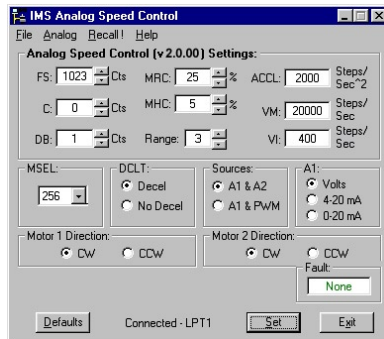 IMS Analog Speed Control
File Analog Recall! Help
Analog Speed Control (v 2.0.00) Settings:
FS: 1023 Cts MRC: 25 % ACCL: 2000 Steps/Sec^2
C: 0 Cts MHC: 5 % VM: 20000 Steps/Sec
DB: 1 Cts Range: 3 VI: 400 Steps/Sec
MSEL: DCLT: Sources: A1:
256 Decel A1 & A2 Volts
No Decel A1 & PWM 4-20 mA
0-20 mA
Motor 1 Direction: Motor 2 Direction:
CW CCW CW CCW
Fault:
None
Defaults Connected - LPT1 Set Exit